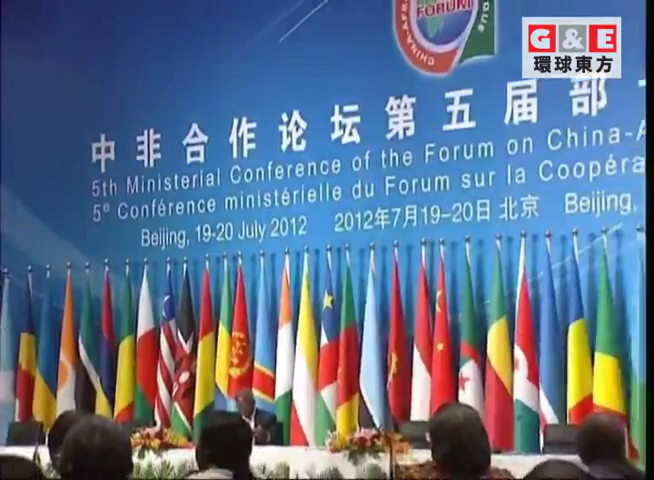 G&E
環球東方
CHINA-AFR
FORUM
中非合作论坛第五届部
5th Ministerial Conference of the Forum on China-A
5e Conférence ministérielle du Forum sur la Coopéra
Beijing, 19-20 July 2012 2012年7月19-20日 北京 Beijing,